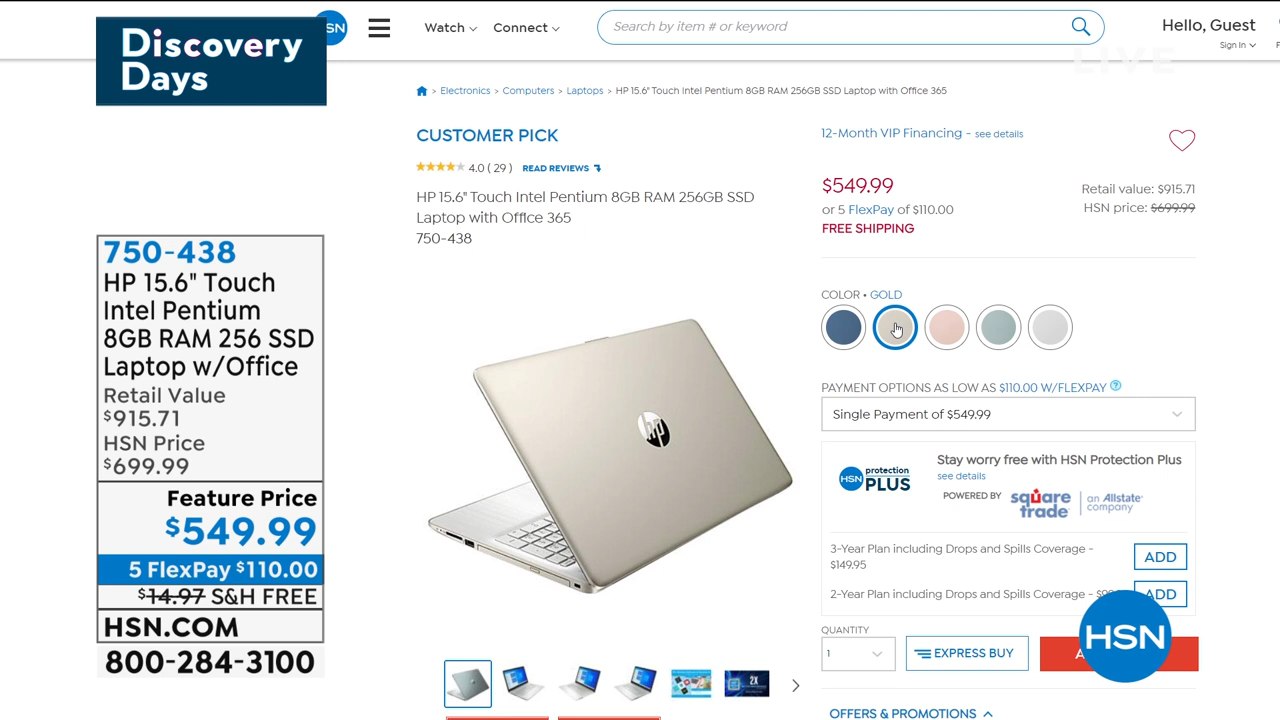 Discovery
Days
SN
Watch
Connect
Search by item # or keyword
Hello, Guest
Sign In
LIVE
> Electronics > Computers > Laptops > HP 15.6" Touch Intel Pentium 8GB RAM 256GB SSD Laptop with Office 365
CUSTOMER PICK
4.0 ( 29 ) READ REVIEWS
HP 15.6" Touch Intel Pentium 8GB RAM 256GB SSD
Laptop with Office 365
750-438
12-Month VIP Financing - see details
$549.99
or 5 FlexPay of $110.00
FREE SHIPPING
Retail value: $915.71
HSN price: $699.99
COLOR • GOLD
PAYMENT OPTIONS AS LOW AS $110.00 W/FLEXPAY ?
Single Payment of $549.99
HSN protection PLUS
Stay worry free with HSN Protection Plus
see details
POWERED BY square trade an Allstate company
3-Year Plan including Drops and Spills Coverage -
$149.95
ADD
2-Year Plan including Drops and Spills Coverage -
ADD
QUANTITY
1
EXPRESS BUY
HSN
OFFERS & PROMOTIONS
750-438
HP 15.6" Touch
Intel Pentium
8GB RAM 256 SSD
Laptop w/Office
Retail Value
$915.71
HSN Price
$699.99
Feature Price
$549.99
5 FlexPay $110.00
$14.97 S&H FREE
HSN.COM
800-284-3100
hp
2X